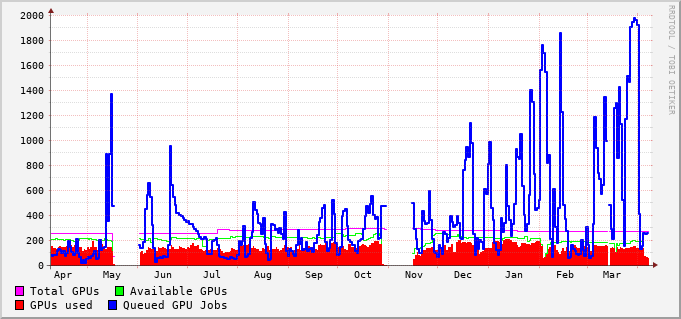 2000
1800
1600
1400
1200
1000
800
600
400
200
0
Apr May Jun Jul Aug Sep Oct Nov Dec Jan Feb Mar
Total GPUs Available GPUs
GPUs used Queued GPU Jobs
RRDTOOL / TOBI OETIKER